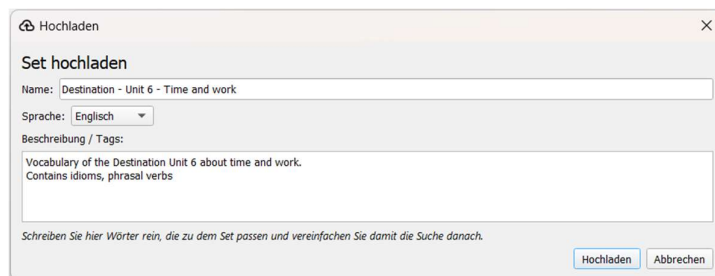 Hochladen
Set hochladen
Name: Destination - Unit 6 - Time and work
Sprache: Englisch
Beschreibung / Tags:
Vocabulary of the Destination Unit 6 about time and work.
Contains idioms, phrasal verbs
Schreiben Sie hier Wörter rein, die zu dem Set passen und vereinfachen Sie damit die Suche danach.
Hochladen Abbrechen